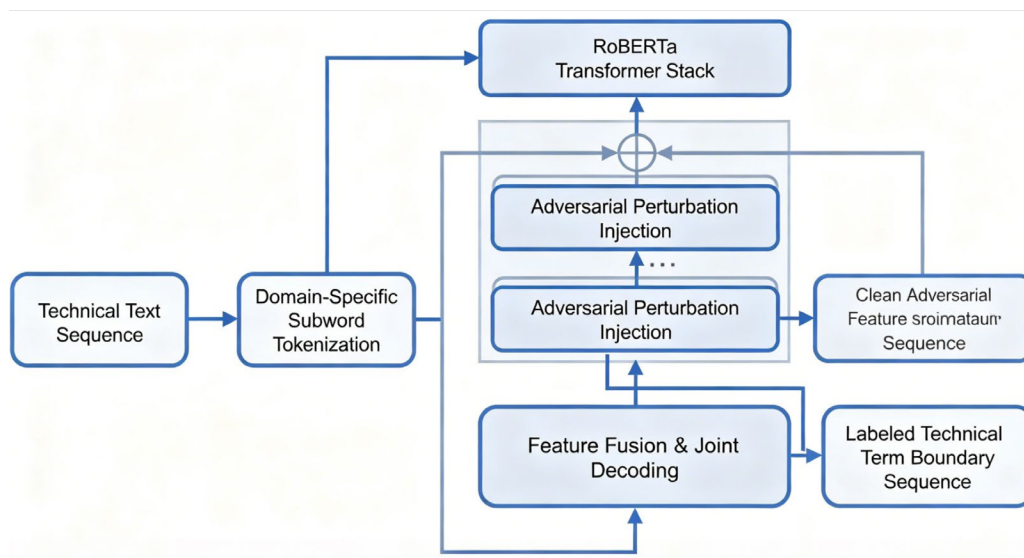 RoBERTa
Transformer Stack
Adversarial Perturbation
Injection
...
Adversarial Perturbation
Injection
Technical Text
Sequence
Domain-Specific
Subword
Tokenization
Clean Adversarial
Feature
Sequence
Feature Fusion & Joint
Decoding
Labeled Technical
Term Boundary
Sequence